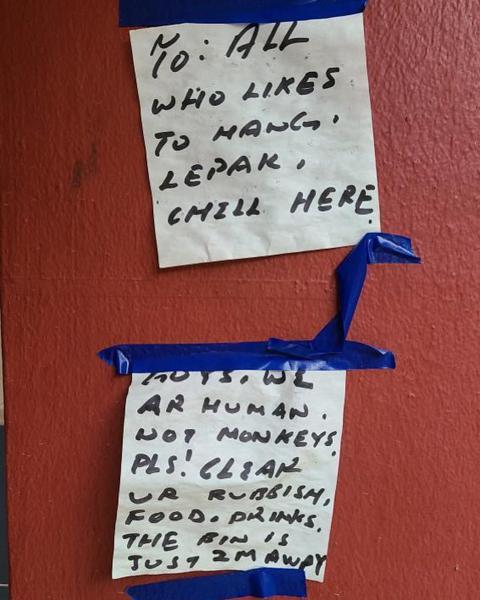 TO: ALL
WHO LIKES
TO HANG,
LEPAK,
CHILL HERE
GUYS, WE
AR HUMAN.
NOT MONKEYS.
PLS! CLEAN
UR RUBBISH,
FOOD. DRINKS.
THE BIN IS
JUST 2M AWAY